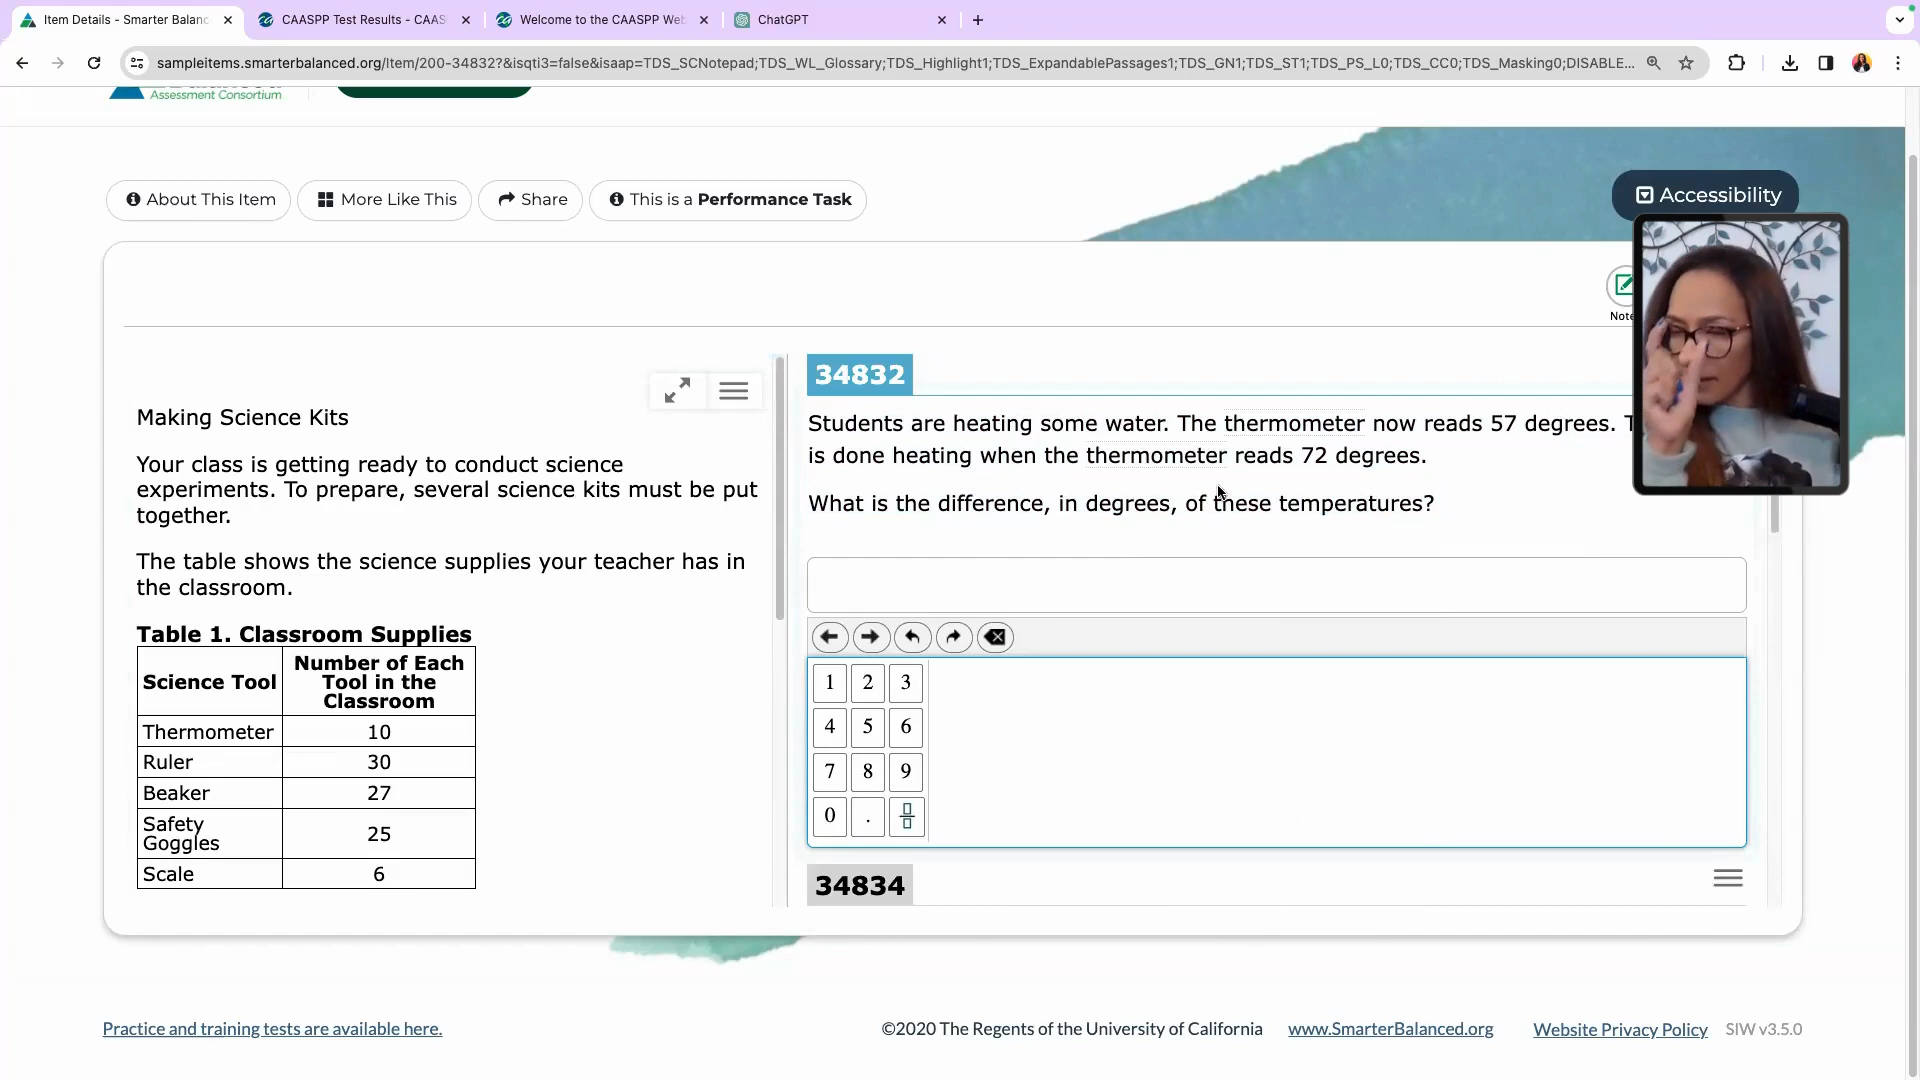 Item Details - Smarter Balanc
CAASPP Test Results - CAAS
Welcome to the CAASPP Web
ChatGPT
sampleitems.smarterbalanced.org/Item/200-34832?&isqti3=false&isaap=TDS_SCNotepad;TDS_WL_Glossary;TDS_Highlight1;TDS_ExpandablePassages1;TDS_GN1;TDS_ST1;TDS_PS_L0;TDS_CC0;TDS_Masking0;DISABLE...
Assessment Consortium
About This Item
More Like This
Share
This is a Performance Task
Accessibility
Note
Making Science Kits
Your class is getting ready to conduct science
experiments. To prepare, several science kits must be put
together.
The table shows the science supplies your teacher has in
the classroom.
Table 1. Classroom Supplies
Science Tool
Number of Each
Tool in the
Classroom
Thermometer 10
Ruler 30
Beaker 27
Safety
Goggles 25
Scale 6
34832
Students are heating some water. The thermometer now reads 57 degrees. T
is done heating when the thermometer reads 72 degrees.
What is the difference, in degrees, of these temperatures?
1 2 3
4 5 6
7 8 9
0 .
34834
Practice and training tests are available here.
©2020 The Regents of the University of California
www.SmarterBalanced.org
Website Privacy Policy
SIW v3.5.0